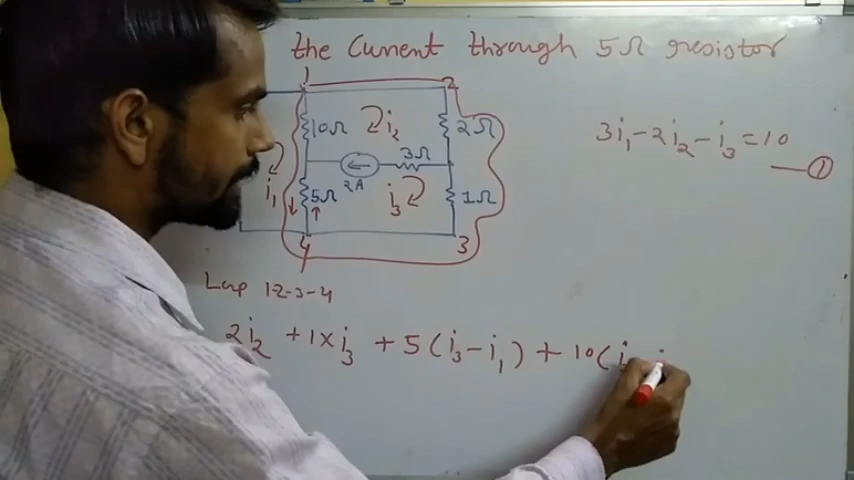 the Current through 5Ω resistor
1
2
10Ω
i₂
2Ω
3i₁-2i₂-i₃=10
①
3Ω
2A
i₁
5Ω
i₃
1Ω
4
3
Loop 1-2-3-4
2i₂ +1×i₃ +5(i₃-i₁)+10(i